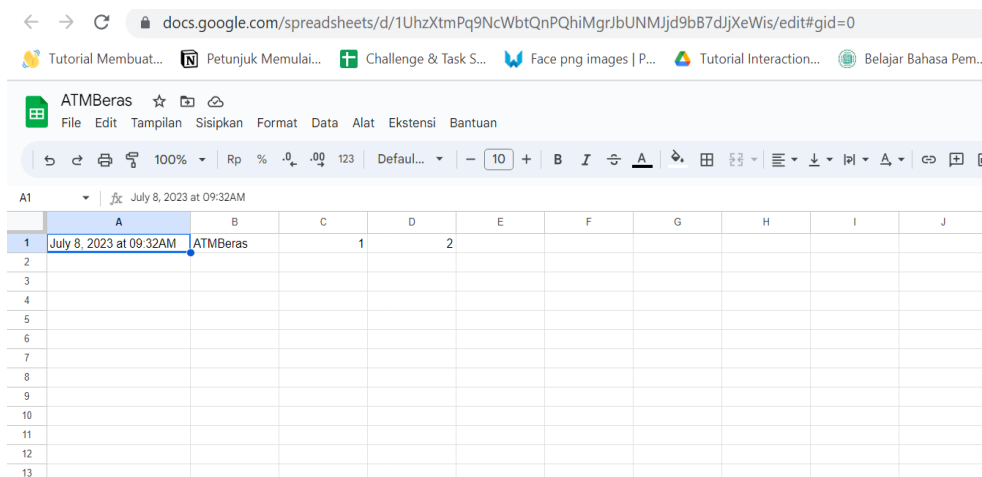 docs.google.com/spreadsheets/d/1UhzXtmPq9NcWbtQnPQhiMgrJbUNMJjd9bB7dJjXeWis/edit#gid=0
Tutorial Membuat... Petunjuk Memulai... Challenge & Task S... Face png images | P... Tutorial Interaction... Belajar Bahasa Pem...
ATMBeras
File Edit Tampilan Sisipkan Format Data Alat Ekstensi Bantuan
100% Rp % .0 .00 123 Defaul... 10 B I A
A1 fx July 8, 2023 at 09:32AM
A B C D E F G H I J
1 July 8, 2023 at 09:32AM ATMBeras 1 2
2
3
4
5
6
7
8
9
10
11
12
13